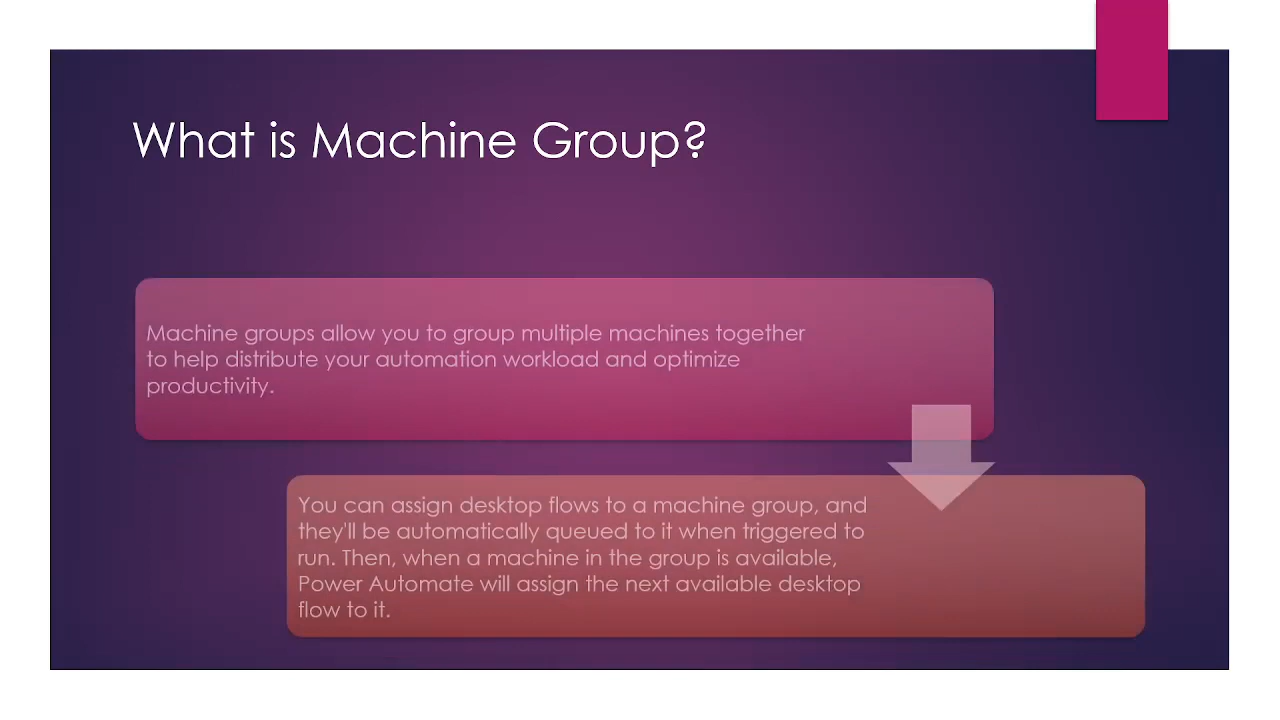 What is Machine Group?
Machine groups allow you to group multiple machines together
to help distribute your automation workload and optimize
productivity.
You can assign desktop flows to a machine group, and
they'll be automatically queued to it when triggered to
run. Then, when a machine in the group is available,
Power Automate will assign the next available desktop
flow to it.